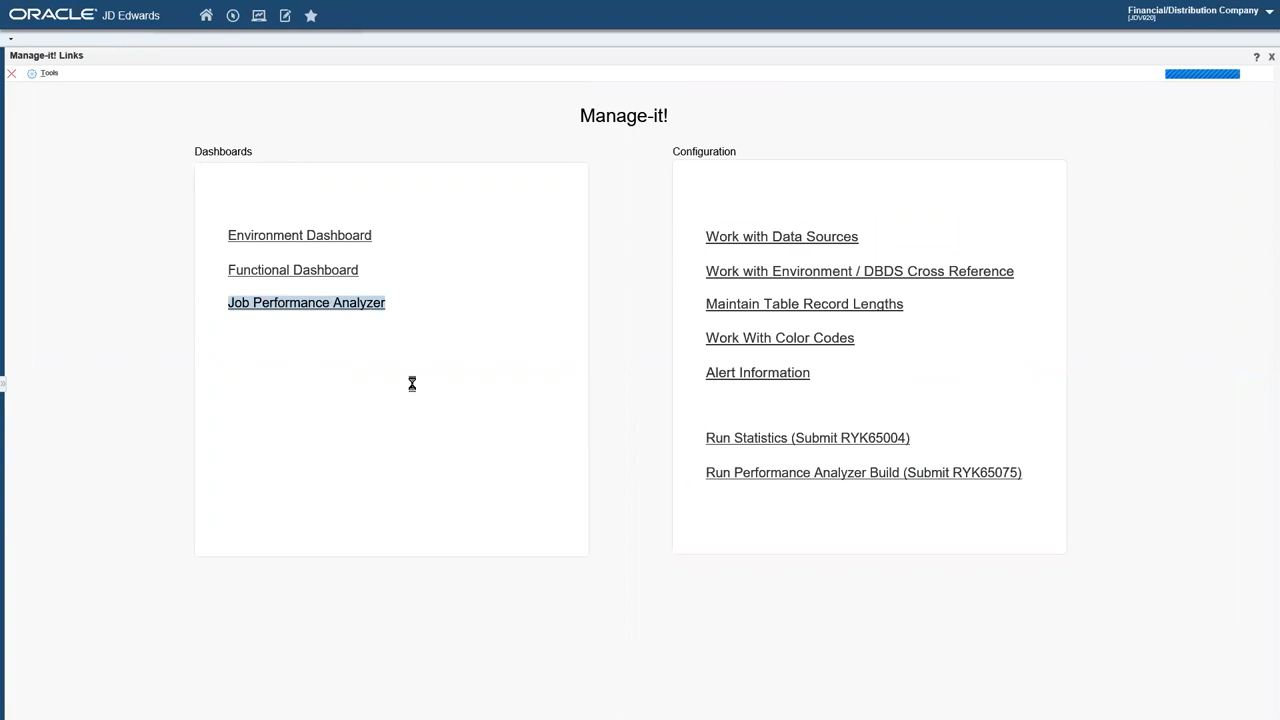 ORACLE JD Edwards
Financial/Distribution Company
[JDV920]
Manage-it! Links
? X
Tools
Manage-it!
Dashboards
Environment Dashboard
Functional Dashboard
Job Performance Analyzer
Configuration
Work with Data Sources
Work with Environment / DBDS Cross Reference
Maintain Table Record Lengths
Work With Color Codes
Alert Information
Run Statistics (Submit RYK65004)
Run Performance Analyzer Build (Submit RYK65075)